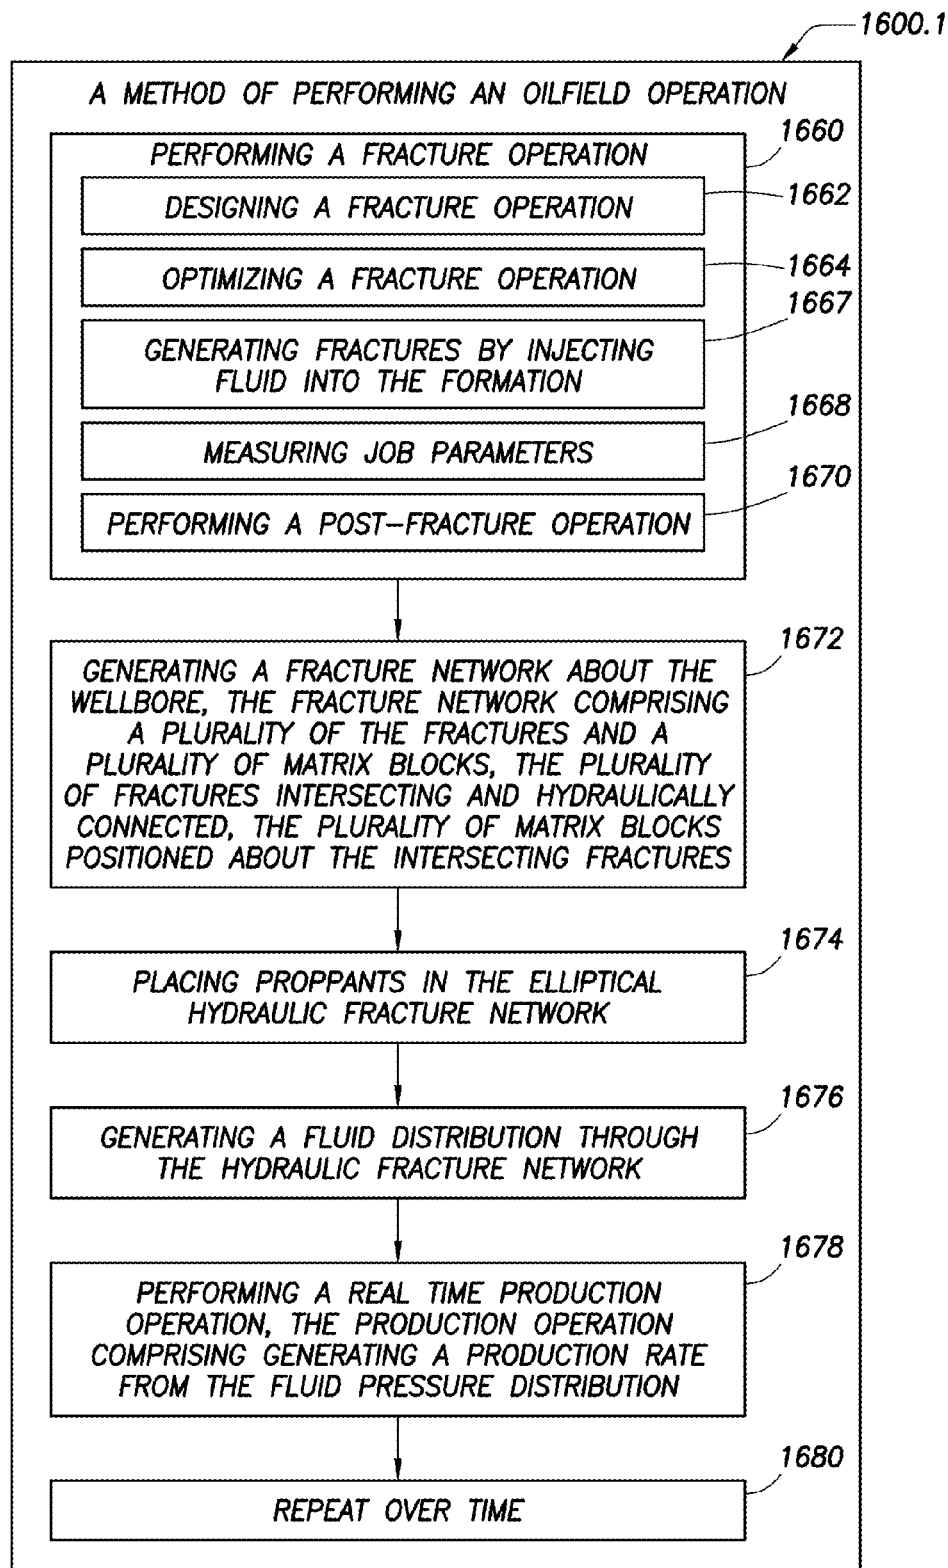 1600.1
A METHOD OF PERFORMING AN OILFIELD OPERATION
1660
PERFORMING A FRACTURE OPERATION
1662
DESIGNING A FRACTURE OPERATION
1664
OPTIMIZING A FRACTURE OPERATION
1667
GENERATING FRACTURES BY INJECTING
FLUID INTO THE FORMATION
1668
MEASURING JOB PARAMETERS
1670
PERFORMING A POST-FRACTURE OPERATION
1672
GENERATING A FRACTURE NETWORK ABOUT THE
WELLBORE, THE FRACTURE NETWORK COMPRISING
A PLURALITY OF THE FRACTURES AND A
PLURALITY OF MATRIX BLOCKS, THE PLURALITY
OF FRACTURES INTERSECTING AND HYDRAULICALLY
CONNECTED, THE PLURALITY OF MATRIX BLOCKS
POSITIONED ABOUT THE INTERSECTING FRACTURES
1674
PLACING PROPPANTS IN THE ELLIPTICAL
HYDRAULIC FRACTURE NETWORK
1676
GENERATING A FLUID DISTRIBUTION THROUGH
THE HYDRAULIC FRACTURE NETWORK
1678
PERFORMING A REAL TIME PRODUCTION
OPERATION, THE PRODUCTION OPERATION
COMPRISING GENERATING A PRODUCTION RATE
FROM THE FLUID PRESSURE DISTRIBUTION
1680
REPEAT OVER TIME